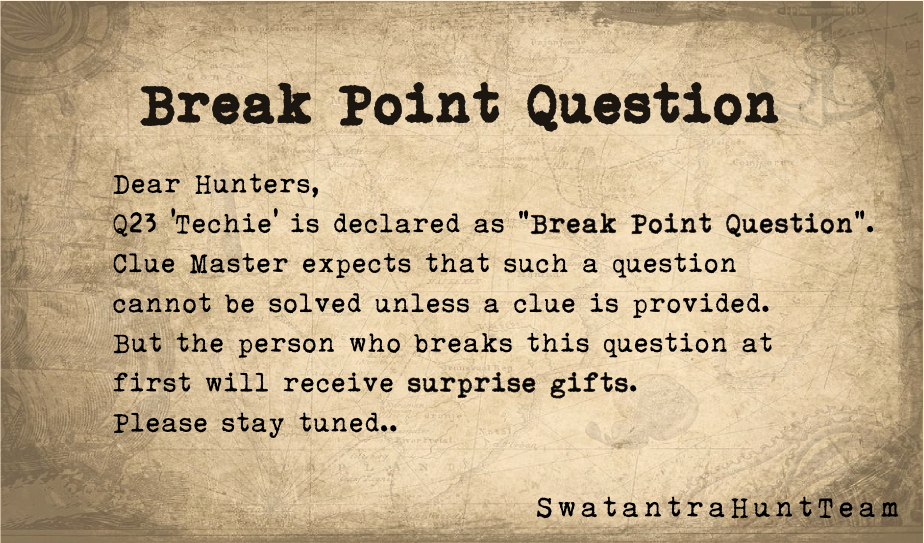 Break Point Question
Dear Hunters,
Q23 'Techie' is declared as "Break Point Question".
Clue Master expects that such a question
cannot be solved unless a clue is provided.
But the person who breaks this question at
first will receive surprise gifts.
Please stay tuned..
SwatantraHuntTeam